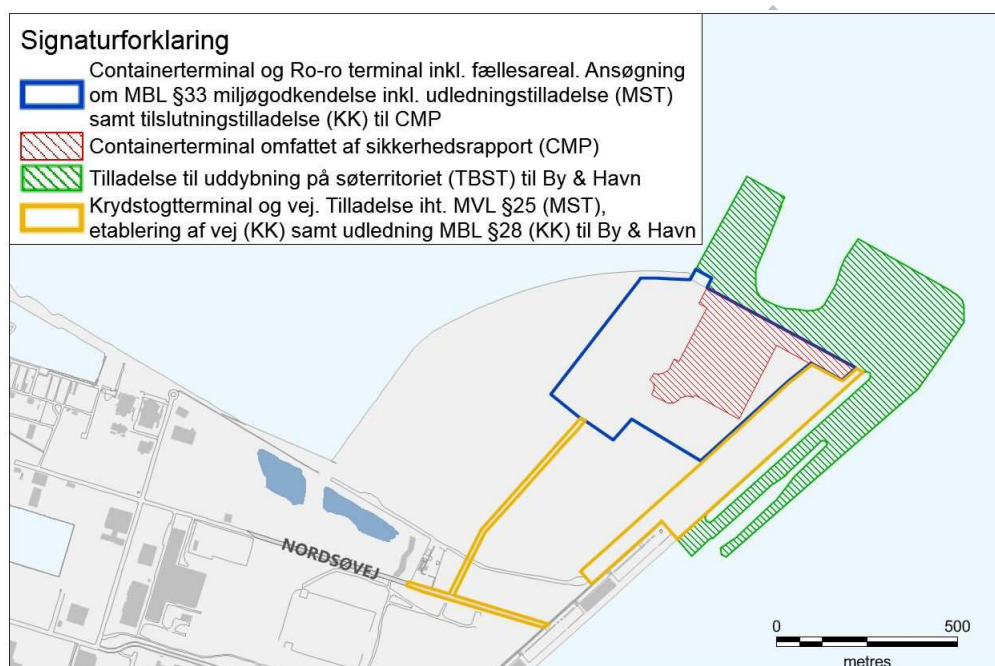 Signaturforklaring
Containerterminal og Ro-ro terminal inkl. fællesareal. Ansøgning
om MBL §33 miljøgodkendelse inkl. udledningstilladelse (MST)
samt tilslutningstilladelse (KK) til CMP
Containerterminal omfattet af sikkerhedsrapport (CMP)
Tilladelse til uddybning på søterritoriet (TBST) til By & Havn
Krydstogtterminal og vej. Tilladelse iht. MVL §25 (MST),
etablering af vej (KK) samt udledning MBL §28 (KK) til By & Havn
NORDSØVEJ
0 500
metres